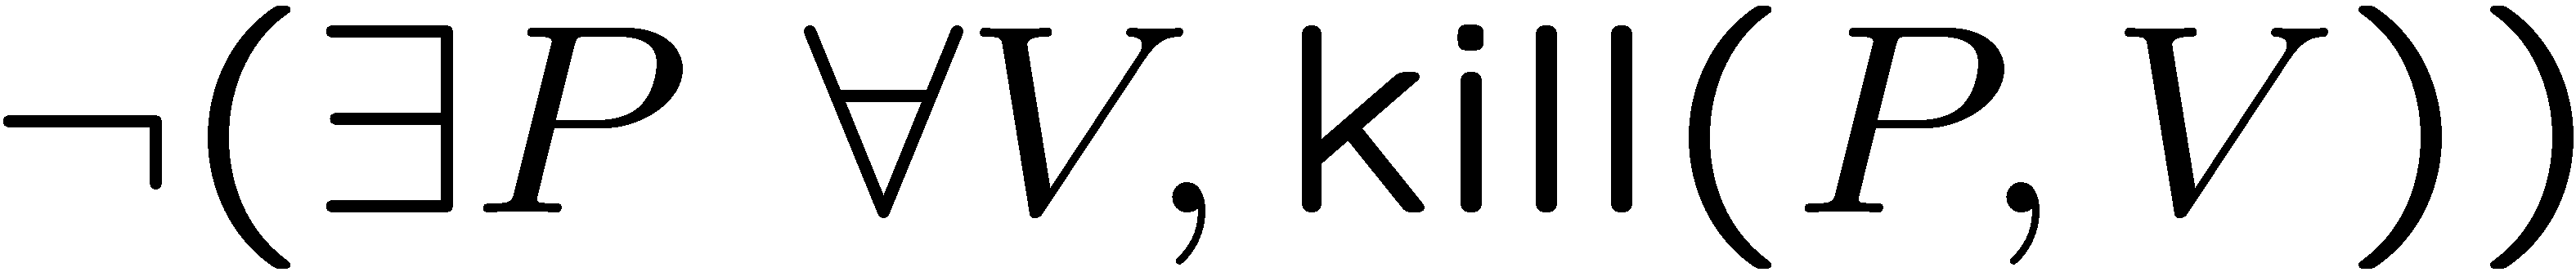 ¬(∃P ∀V, kill(P, V))